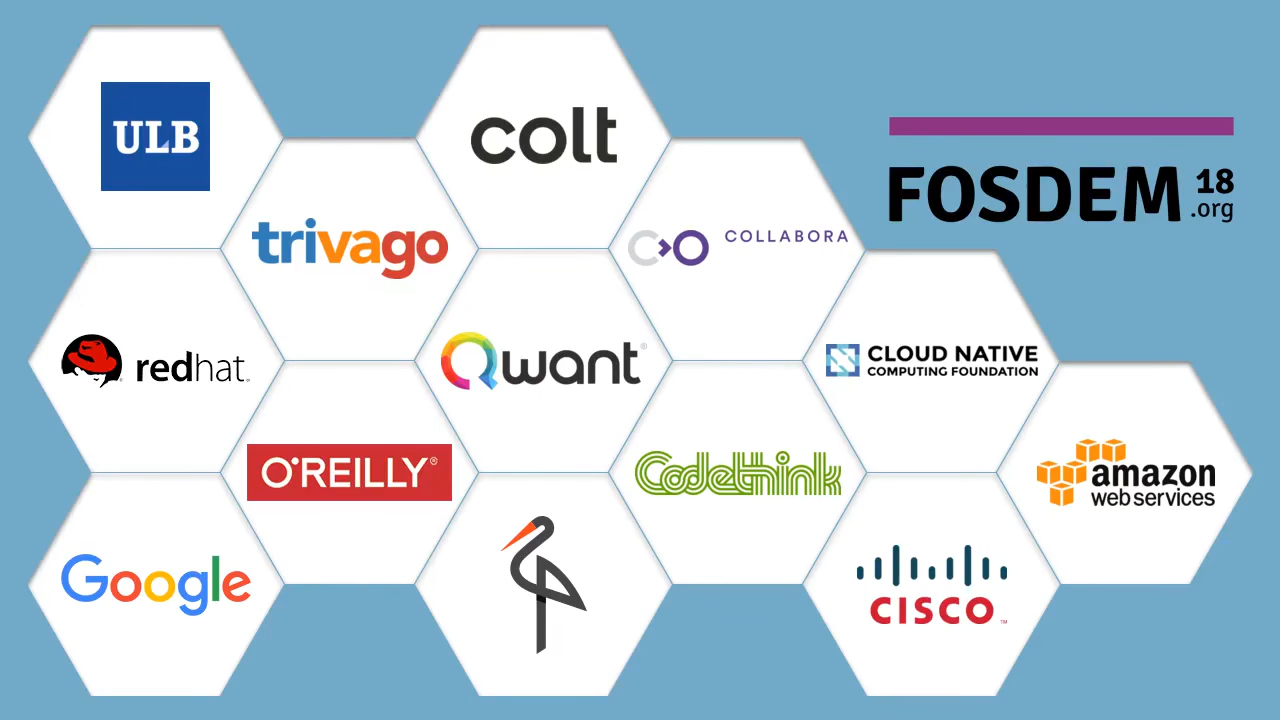 ULB
colt
FOSDEM 18
.org
trivago
COLLABORA
redhat.
Qwant®
CLOUD NATIVE
COMPUTING FOUNDATION
O'REILLY®
Codethink
amazon
web services
Google
CISCO™